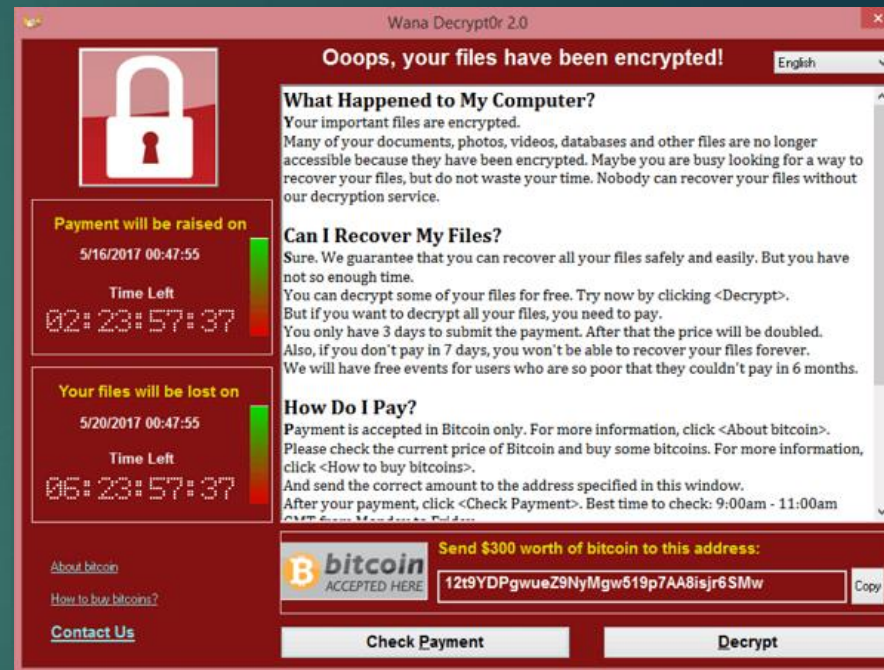 Wana Decrypt0r 2.0
Ooops, your files have been encrypted!
English
What Happened to My Computer?
Your important files are encrypted.
Many of your documents, photos, videos, databases and other files are no longer
accessible because they have been encrypted. Maybe you are busy looking for a way to
recover your files, but do not waste your time. Nobody can recover your files without
our decryption service.
Can I Recover My Files?
Sure. We guarantee that you can recover all your files safely and easily. But you have
not so enough time.
You can decrypt some of your files for free. Try now by clicking <Decrypt>.
But if you want to decrypt all your files, you need to pay.
You only have 3 days to submit the payment. After that the price will be doubled.
Also, if you don't pay in 7 days, you won't be able to recover your files forever.
We will have free events for users who are so poor that they couldn't pay in 6 months.
How Do I Pay?
Payment is accepted in Bitcoin only. For more information, click <About bitcoin>.
Please check the current price of Bitcoin and buy some bitcoins. For more information,
click <How to buy bitcoins>.
And send the correct amount to the address specified in this window.
After your payment, click <Check Payment>. Best time to check: 9:00am - 11:00am
GMT from Monday to Friday
Payment will be raised on
5/16/2017 00:47:55
Time Left
02:23:57:37
Your files will be lost on
5/20/2017 00:47:55
Time Left
06:23:57:37
About bitcoin
How to buy bitcoins?
Contact Us
bitcoin
ACCEPTED HERE
Send $300 worth of bitcoin to this address:
12t9YDPgwueZ9NyMgw519p7AA8isjr6SMw
Copy
Check Payment
Decrypt